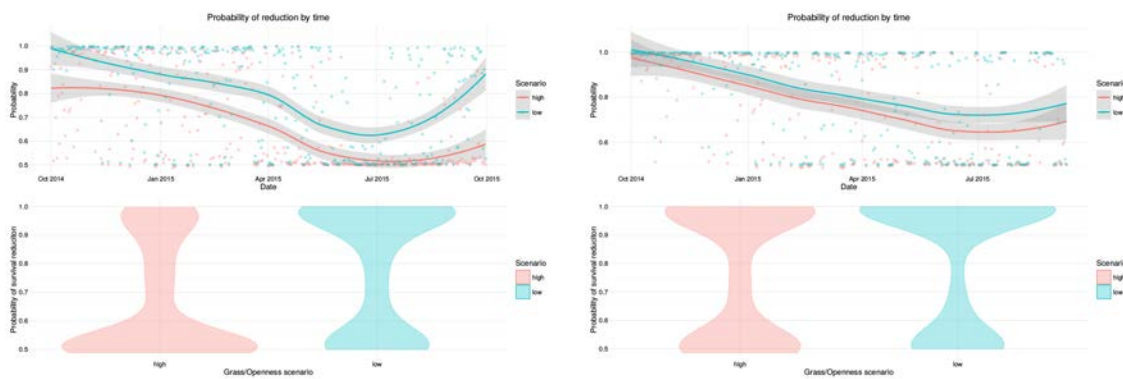 Probability of reduction by time
Probability
1.0
0.9
0.8
0.7
0.6
0.5
Oct 2014
Jan 2015
Apr 2015
Jul 2015
Oct 2015
Date
Scenario
high
low
Probability of reduction by time
Probability
1.0
0.8
0.6
Oct 2014
Jan 2015
Apr 2015
Jul 2015
Date
Scenario
high
low
Probability of survival reduction
1.0
0.9
0.8
0.7
0.6
0.5
high
low
Grass/Openness scenario
Scenario
high
low
Probability of survival reduction
1.0
0.9
0.8
0.7
0.6
0.5
high
low
Grass/Openness scenario
Scenario
high
low